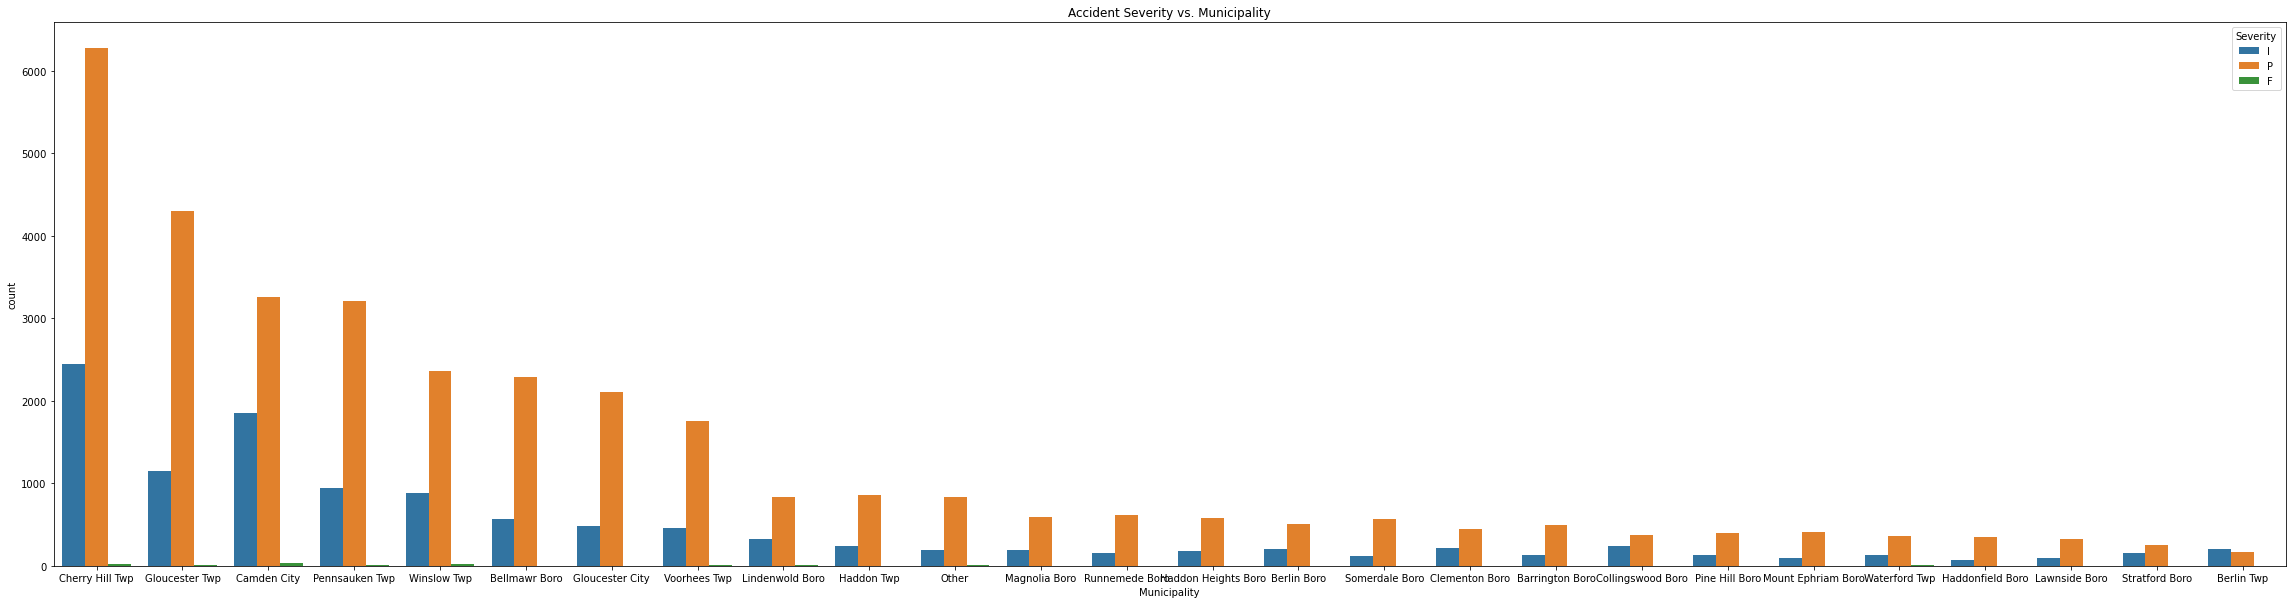 Accident Severity vs. Municipality
Severity
I
P
F
6000
5000
4000
3000
2000
1000
0
count
Cherry Hill Twp Gloucester Twp Camden City Pennsauken Twp Winslow Twp Bellmawr Boro Gloucester City Voorhees Twp Lindenwold Boro Haddon Twp Other Magnolia Boro Runnemede Boro Haddon Heights Boro Berlin Boro Somerdale Boro Clementon Boro Barrington Boro Collingswood Boro Pine Hill Boro Mount Ephriam Boro Waterford Twp Haddonfield Boro Lawnside Boro Stratford Boro Berlin Twp
Municipality